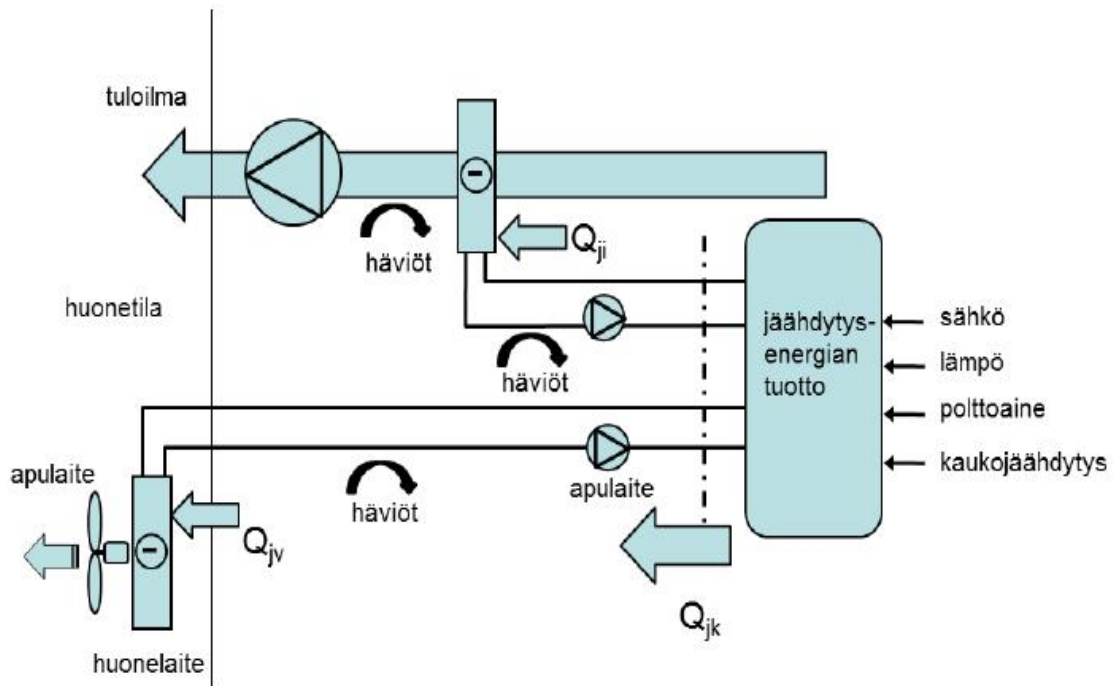 tuloilma
häviöt
Q_ji
huonetila
häviöt
jäähdytys-
energian
tuotto
sähkö
lämpö
polttoaine
kaukojäähdytys
apulaite
häviöt
apulaite
Q_jv
Q_jk
huonelaite